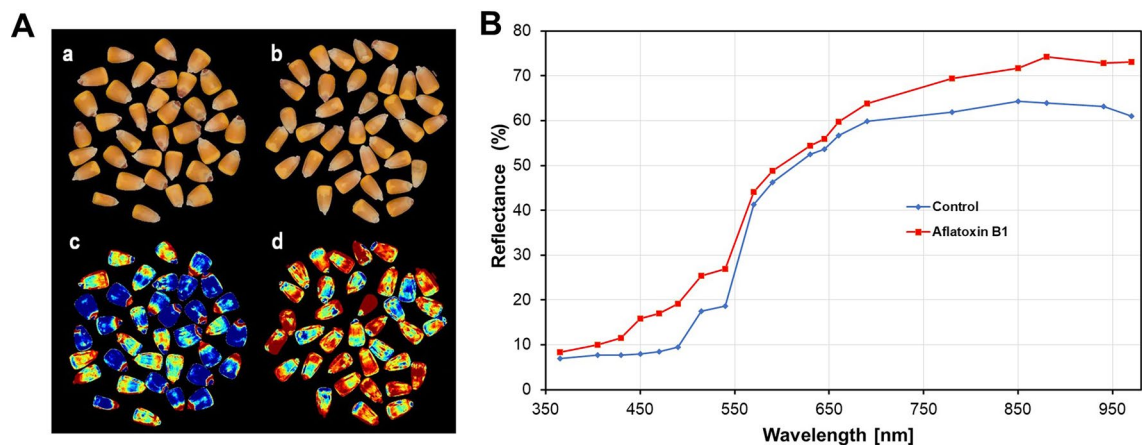 A
a
b
c
d
B
80
70
60
50
40
30
20
10
0
Reflectance (%)
Control
Aflatoxin B1
350 450 550 650 750 850 950
Wavelength [nm]